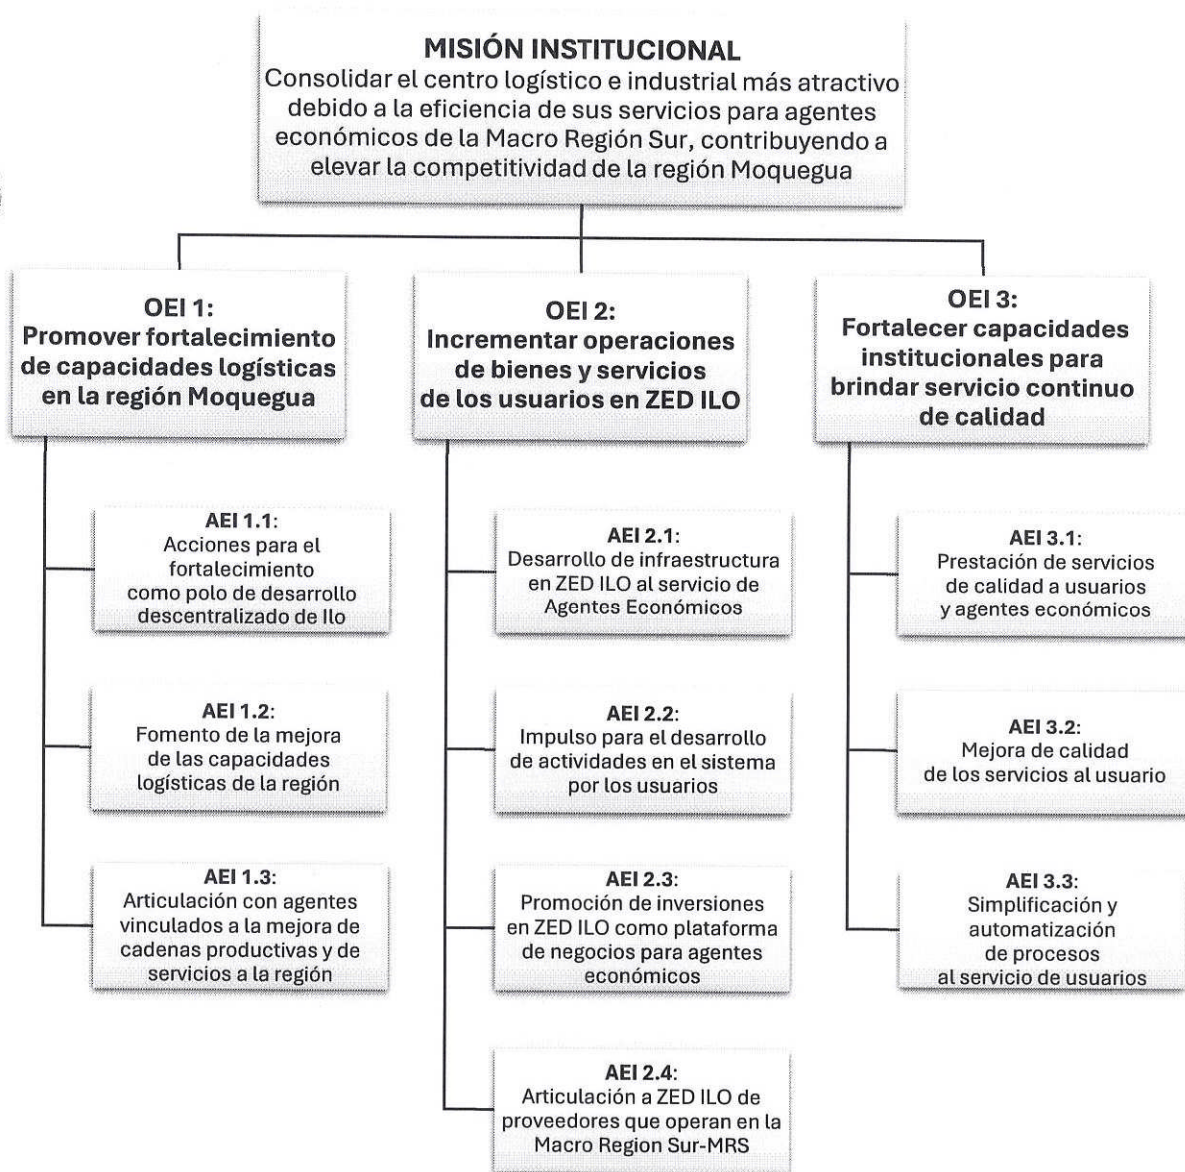 MISIÓN INSTITUCIONAL
Consolidar el centro logístico e industrial más atractivo
debido a la eficiencia de sus servicios para agentes
económicos de la Macro Región Sur, contribuyendo a
elevar la competitividad de la región Moquegua
OEI 1:
Promover fortalecimiento
de capacidades logísticas
en la región Moquegua
AEI 1.1:
Acciones para el
fortalecimiento
como polo de desarrollo
descentralizado de Ilo
AEI 1.2:
Fomento de la mejora
de las capacidades
logísticas de la región
AEI 1.3:
Articulación con agentes
vinculados a la mejora de
cadenas productivas y de
servicios a la región
OEI 2:
Incrementar operaciones
de bienes y servicios
de los usuarios en ZED ILO
AEI 2.1:
Desarrollo de infraestructura
en ZED ILO al servicio de
Agentes Económicos
AEI 2.2:
Impulso para el desarrollo
de actividades en el sistema
por los usuarios
AEI 2.3:
Promoción de inversiones
en ZED ILO como plataforma
de negocios para agentes
económicos
AEI 2.4:
Articulación a ZED ILO de
proveedores que operan en la
Macro Region Sur-MRS
OEI 3:
Fortalecer capacidades
institucionales para
brindar servicio continuo
de calidad
AEI 3.1:
Prestación de servicios
de calidad a usuarios
y agentes económicos
AEI 3.2:
Mejora de calidad
de los servicios al usuario
AEI 3.3:
Simplificación y
automatización
de procesos
al servicio de usuarios